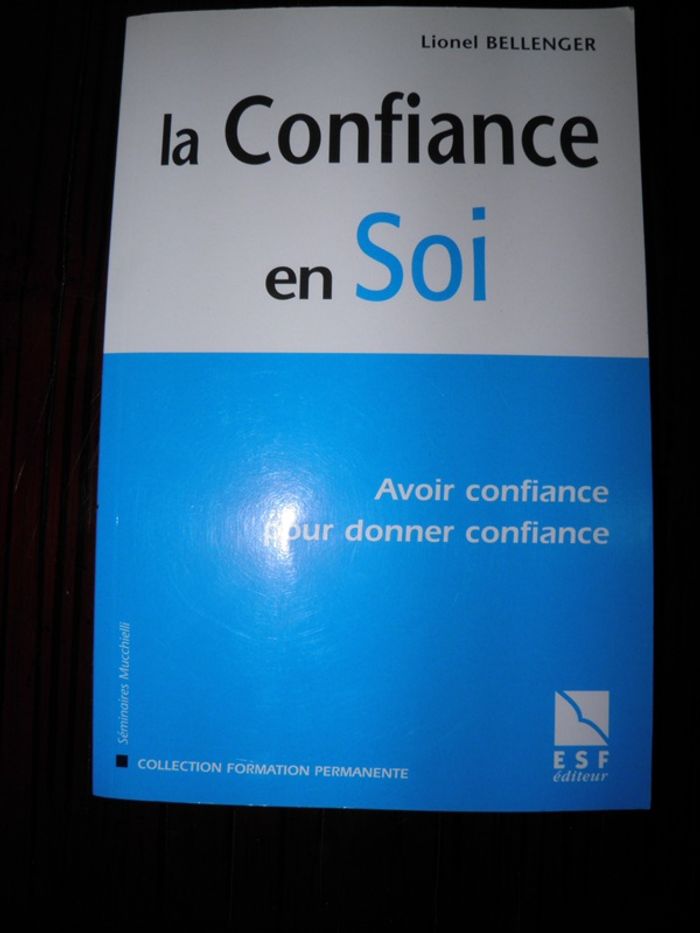 Lionel BELLENGER
la Confiance
en Soi
Avoir confiance
pour donner confiance
Séminaires Mucchielli
COLLECTION FORMATION PERMANENTE
ESF
éditeur